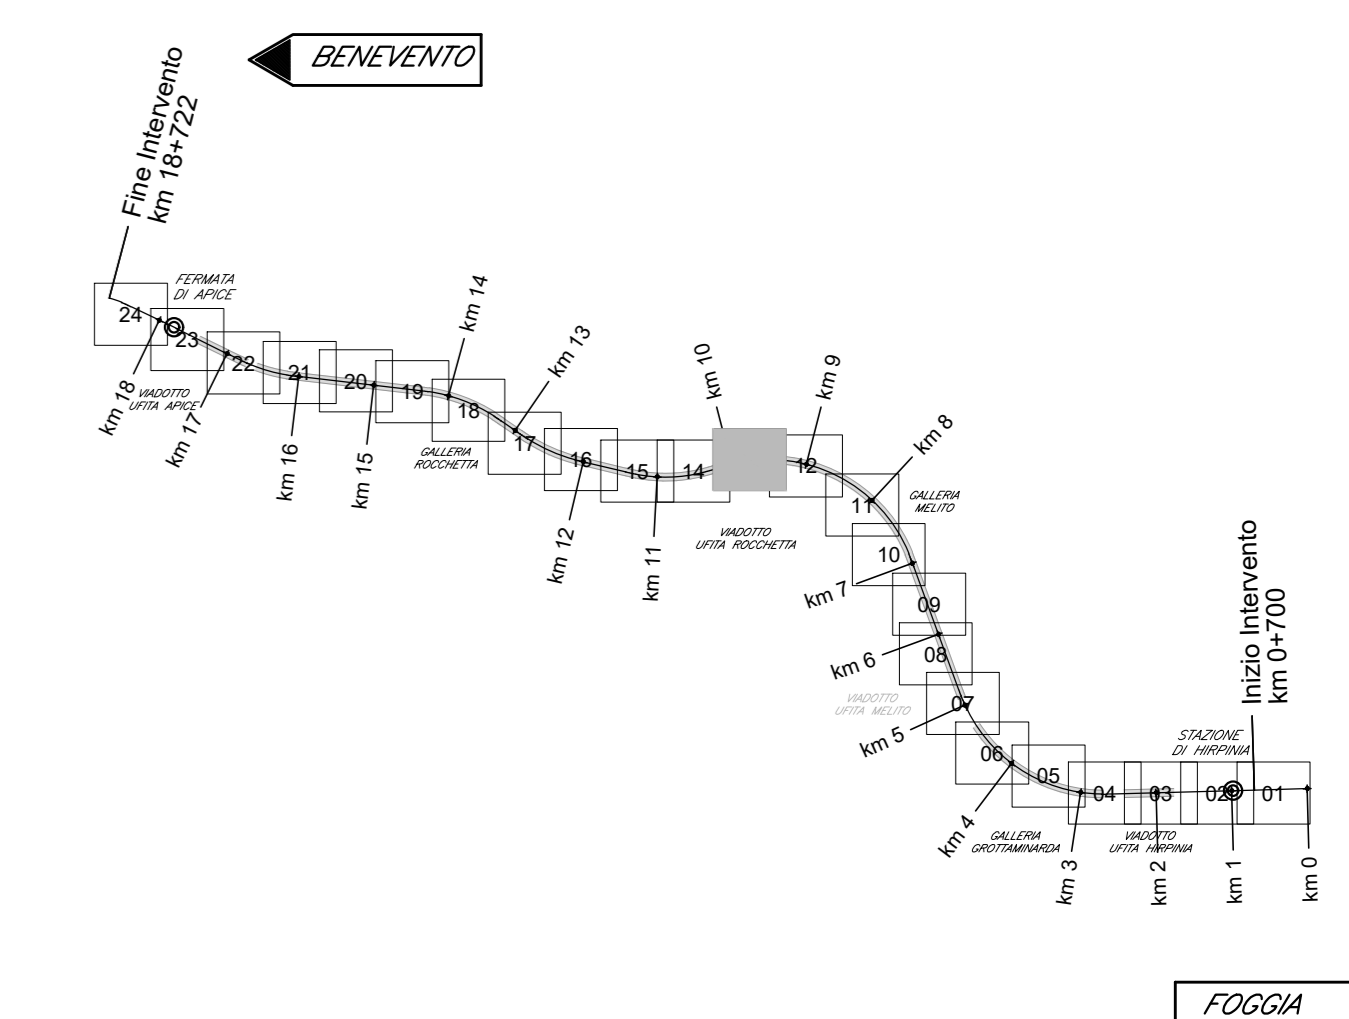 BENEVENTO
Fine Intervento
km 18+722
FERMATA
DI APICE
24
23
22
21
20
19
18
17
16
15
14
12
11
10
09
08
07
06
05
04
03
02
01
km 18
VIADOTTO
UFITA APICE
km 17
km 16
km 15
km 14
GALLERIA
ROCCHETTA
km 13
km 12
km 11
km 10
VIADOTTO
UFITA ROCCHETTA
km 9
km 8
GALLERIA
MELITO
km 7
km 6
VIADOTTO
UFITA MELITO
km 5
km 4
GALLERIA
GROTTAMINARDA
km 3
VIADOTTO
UFITA HIRPINIA
km 2
STAZIONE
DI HIRPINIA
Inizio Intervento
km 0+700
km 1
km 0
FOGGIA